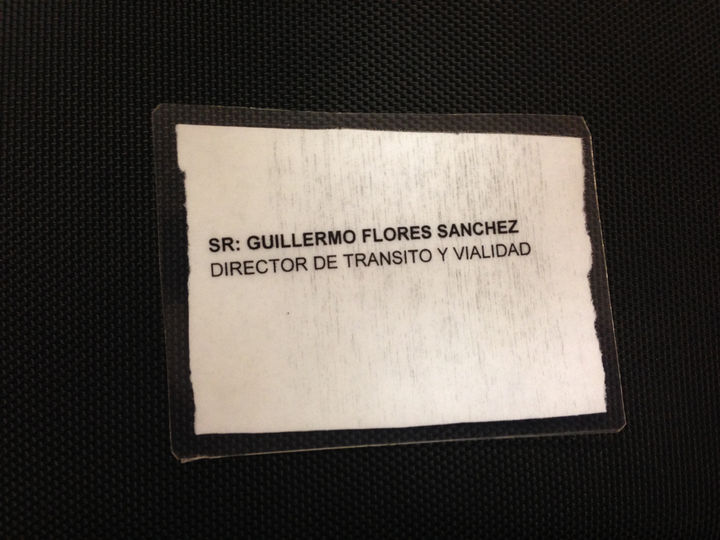 SR: GUILLERMO FLORES SANCHEZ
DIRECTOR DE TRANSITO Y VIALIDAD